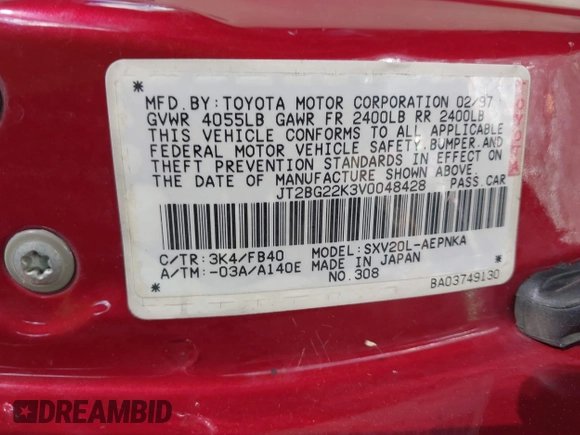 *
MFD.BY:TOYOTA MOTOR CORPORATION 02/97
GVWR 4055LB GAWR FR 2400LB RR 2400LB
THIS VEHICLE CONFORMS TO ALL APPLICABLE
FEDERAL MOTOR VEHICLE SAFETY,BUMPER,AND
THEFT PREVENTION STANDARDS IN EFFECT ON
THE DATE OF MANUFACTURE SHOWN ABOVE.
JT2BG22K3V0048428 PASS.CAR
TOYOTA
C/TR:3K4/FB40 MODEL:SXV20L-AEPNKA
A/TM:-03A/A140E MADE IN JAPAN
* NO.308
BA03749130
DREAMBID